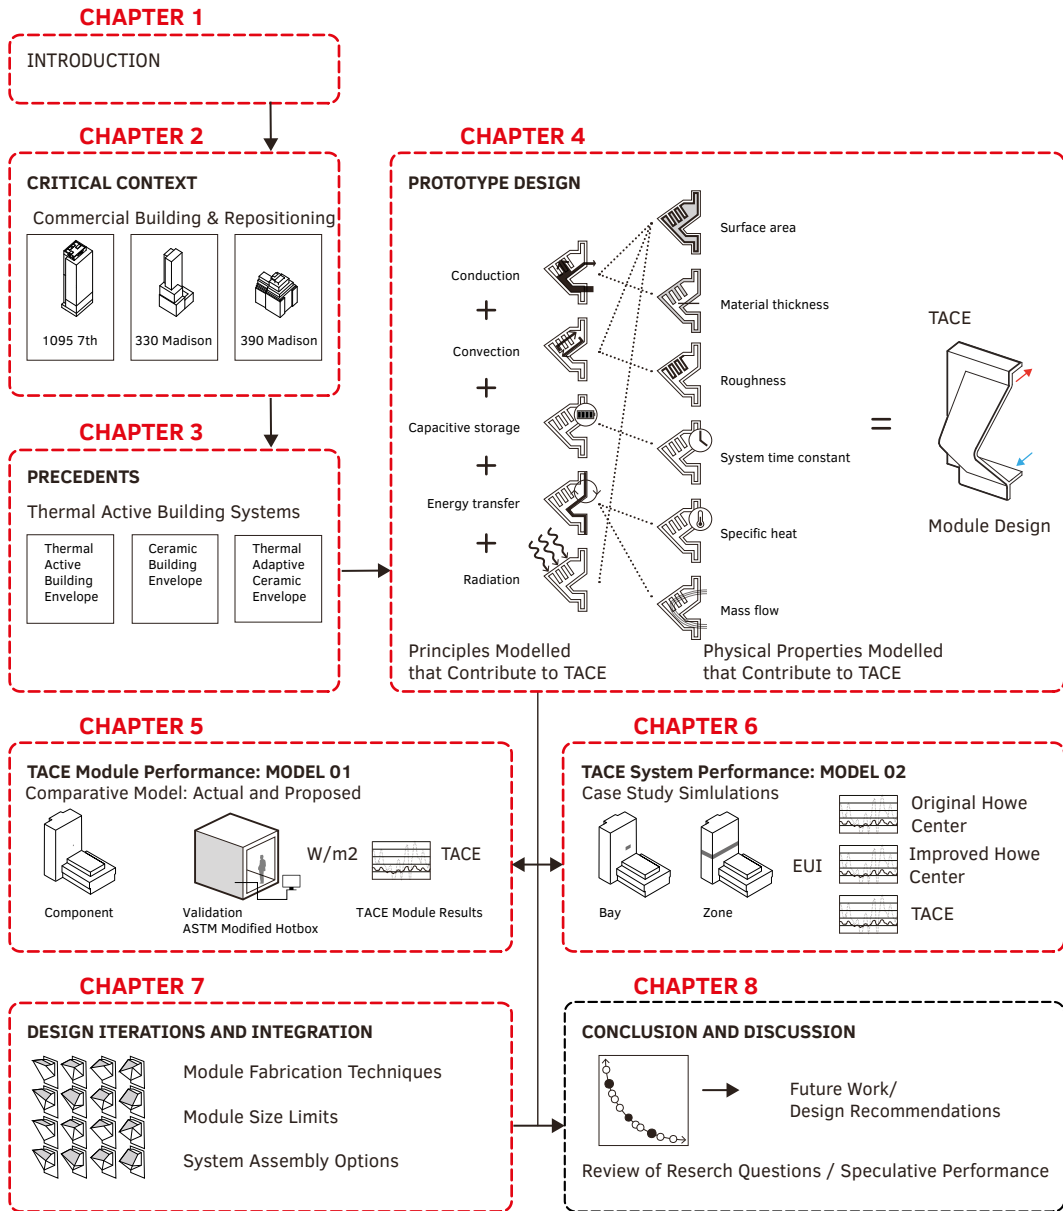 CHAPTER 1
INTRODUCTION
CHAPTER 2
CRITICAL CONTEXT
Commercial Building & Repositioning
1095 7th
330 Madison
390 Madison
CHAPTER 3
PRECEDENTS
Thermal Active Building Systems
Thermal
Active
Building
Envelope
Ceramic
Building
Envelope
Thermal
Adaptive
Ceramic
Envelope
CHAPTER 4
PROTOTYPE DESIGN
Conduction
+
Convection
+
Capacitive storage
+
Energy transfer
+
Radiation
Principles Modelled
that Contribute to TACE
Surface area
Material thickness
Roughness
System time constant
Specific heat
Mass flow
Physical Properties Modelled
that Contribute to TACE
=
TACE
Module Design
CHAPTER 5
TACE Module Performance: MODEL 01
Comparative Model: Actual and Proposed
Component
Validation
ASTM Modified Hotbox
W/m2
TACE
TACE Module Results
CHAPTER 6
TACE System Performance: MODEL 02
Case Study Simlulations
Bay
Zone
EUI
Original Howe
Center
Improved Howe
Center
TACE
CHAPTER 7
DESIGN ITERATIONS AND INTEGRATION
Module Fabrication Techniques
Module Size Limits
System Assembly Options
CHAPTER 8
CONCLUSION AND DISCUSSION
Future Work/
Design Recommendations
Review of Reserch Questions / Speculative Performance